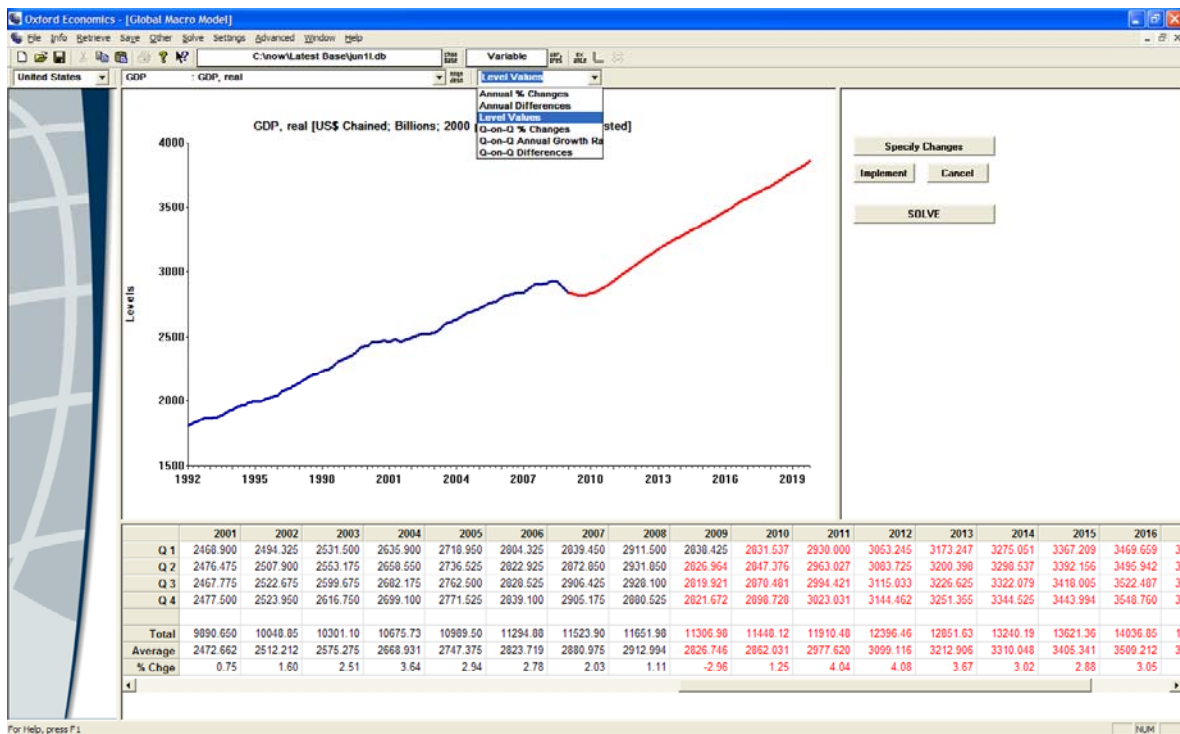 Oxford Economics - [Global Macro Model]
File Info Retrieve Save Other Solve Settings Advanced Window Help
C:\now\Latest Base\jun1l.db Variable
United States GDP : GDP, real Level Values
Annual % Changes
Annual Differences
Level Values
Q-on-Q % Changes
Q-on-Q Annual Growth Ra
Q-on-Q Differences
GDP, real [US$ Chained; Billions; 2000 sted]
Levels
4000
3500
3000
2500
2000
1500
1992 1995 1998 2001 2004 2007 2010 2013 2016 2019
Specify Changes
Implement Cancel
SOLVE
2001 2002 2003 2004 2005 2006 2007 2008 2009 2010 2011 2012 2013 2014 2015 2016
Q 1 2468.900 2494.325 2531.500 2635.900 2718.950 2804.325 2839.450 2911.500 2838.425 2831.537 2930.000 3053.245 3173.247 3275.051 3367.209 3469.659 3
Q 2 2476.475 2507.900 2553.175 2658.550 2736.525 2822.925 2872.850 2931.850 2826.964 2847.376 2963.027 3083.725 3200.398 3298.537 3392.156 3495.942 3
Q 3 2467.775 2522.675 2599.675 2682.175 2762.500 2828.525 2906.425 2928.100 2819.921 2870.481 2994.421 3115.033 3226.625 3322.079 3418.005 3522.487 3
Q 4 2477.500 2523.950 2616.750 2699.100 2771.525 2839.100 2905.175 2880.525 2821.672 2898.728 3023.031 3144.462 3251.355 3344.525 3443.994 3548.760 3
Total 9890.650 10048.85 10301.10 10675.73 10989.50 11294.88 11523.90 11651.98 11306.98 11448.12 11910.48 12396.46 12851.63 13240.19 13621.36 14036.85 1
Average 2472.662 2512.212 2575.275 2668.931 2747.375 2823.719 2880.975 2912.994 2826.746 2862.031 2977.620 3099.116 3212.906 3310.048 3405.341 3509.212 3
% Chge 0.75 1.60 2.51 3.64 2.94 2.78 2.03 1.11 -2.96 1.25 4.04 4.08 3.67 3.02 2.88 3.05
For Help, press F1 NUM